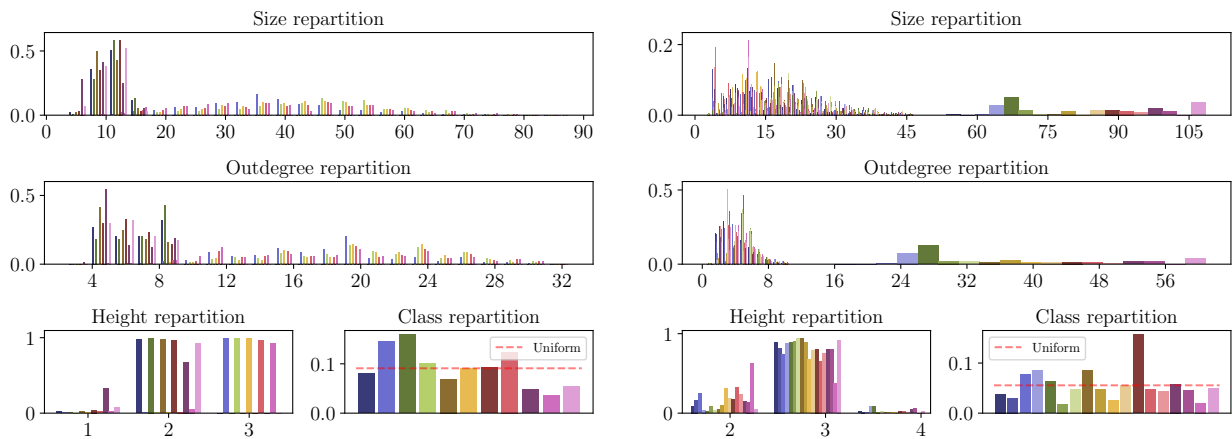 Size repartition
0.5
0.0
0 10 20 30 40 50 60 70 80 90
Outdegree repartition
0.5
0.0
4 8 12 16 20 24 28 32
Height repartition
1
0
1 2 3
Class repartition
0.1
0.0
Uniform
Size repartition
0.2
0.0
0 15 30 45 60 75 90 105
Outdegree repartition
0.5
0.0
0 8 16 24 32 40 48 56
Height repartition
1
0
2 3 4
Class repartition
0.1
0.0
Uniform